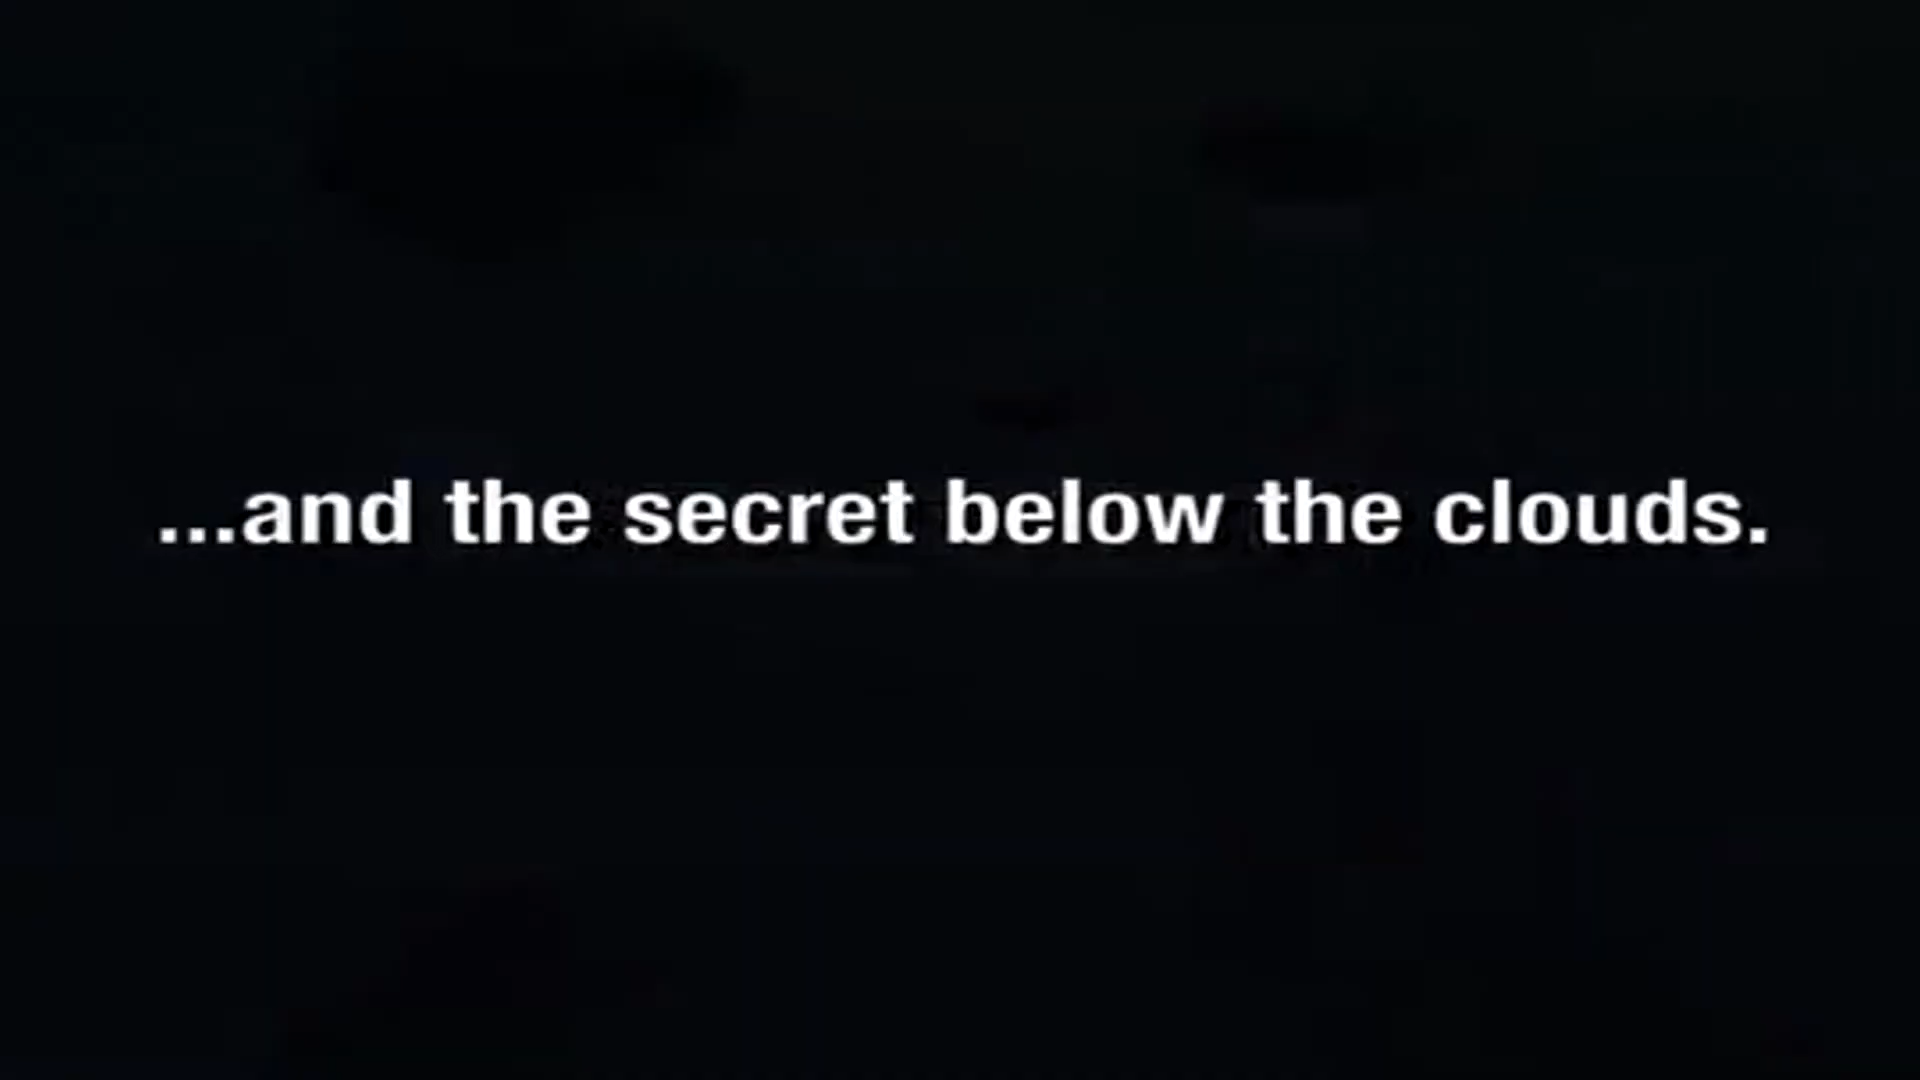 ...and the secret below the clouds.